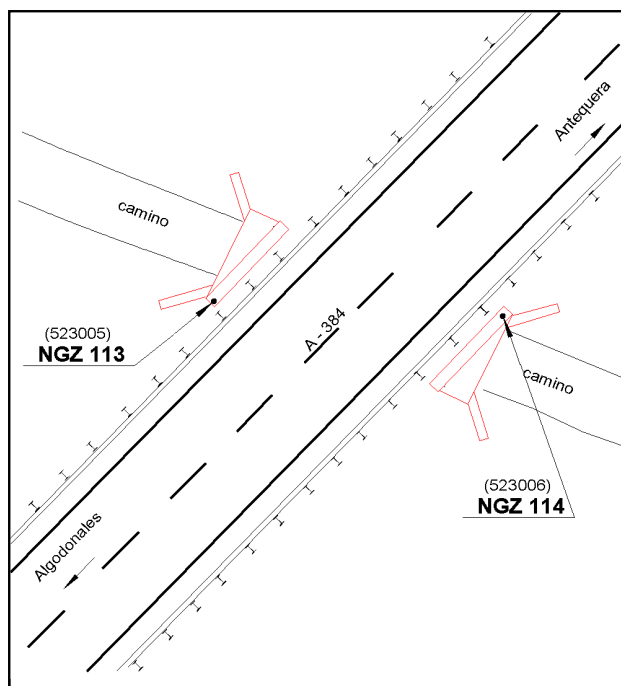 Antequera
camino
(523005)
NGZ 113
A - 384
camino
(523006)
NGZ 114
Algodonales